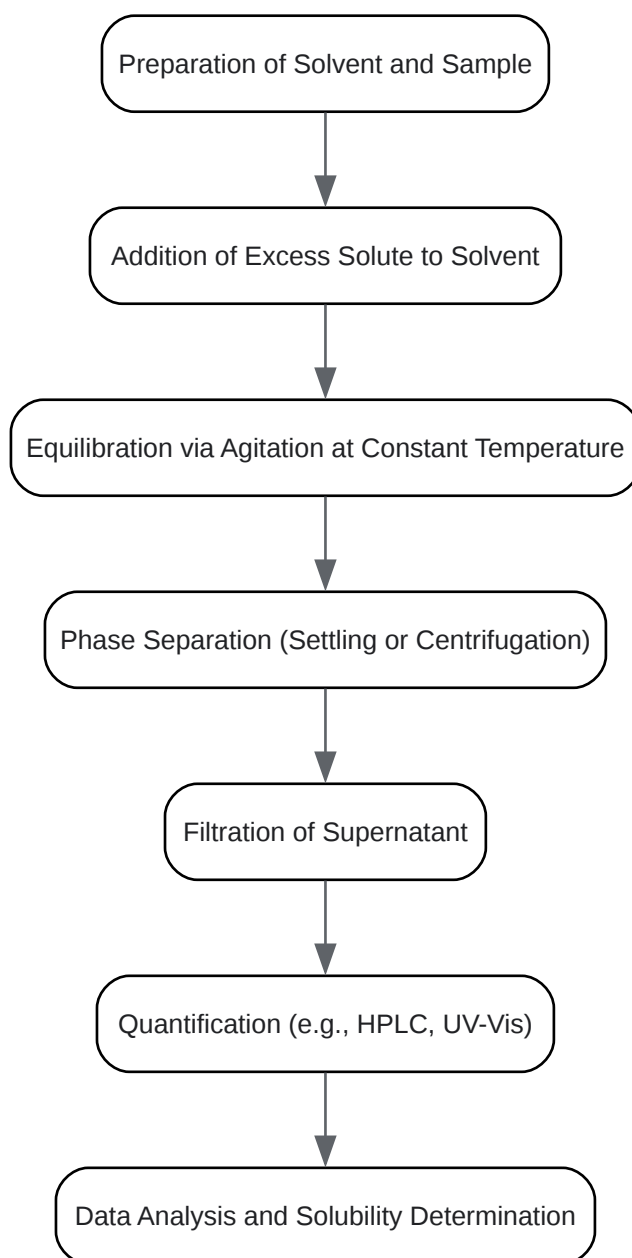 Preparation of Solvent and Sample
Addition of Excess Solute to Solvent
Equilibration via Agitation at Constant Temperature
Phase Separation (Settling or Centrifugation)
Filtration of Supernatant
Quantification (e.g., HPLC, UV-Vis)
Data Analysis and Solubility Determination